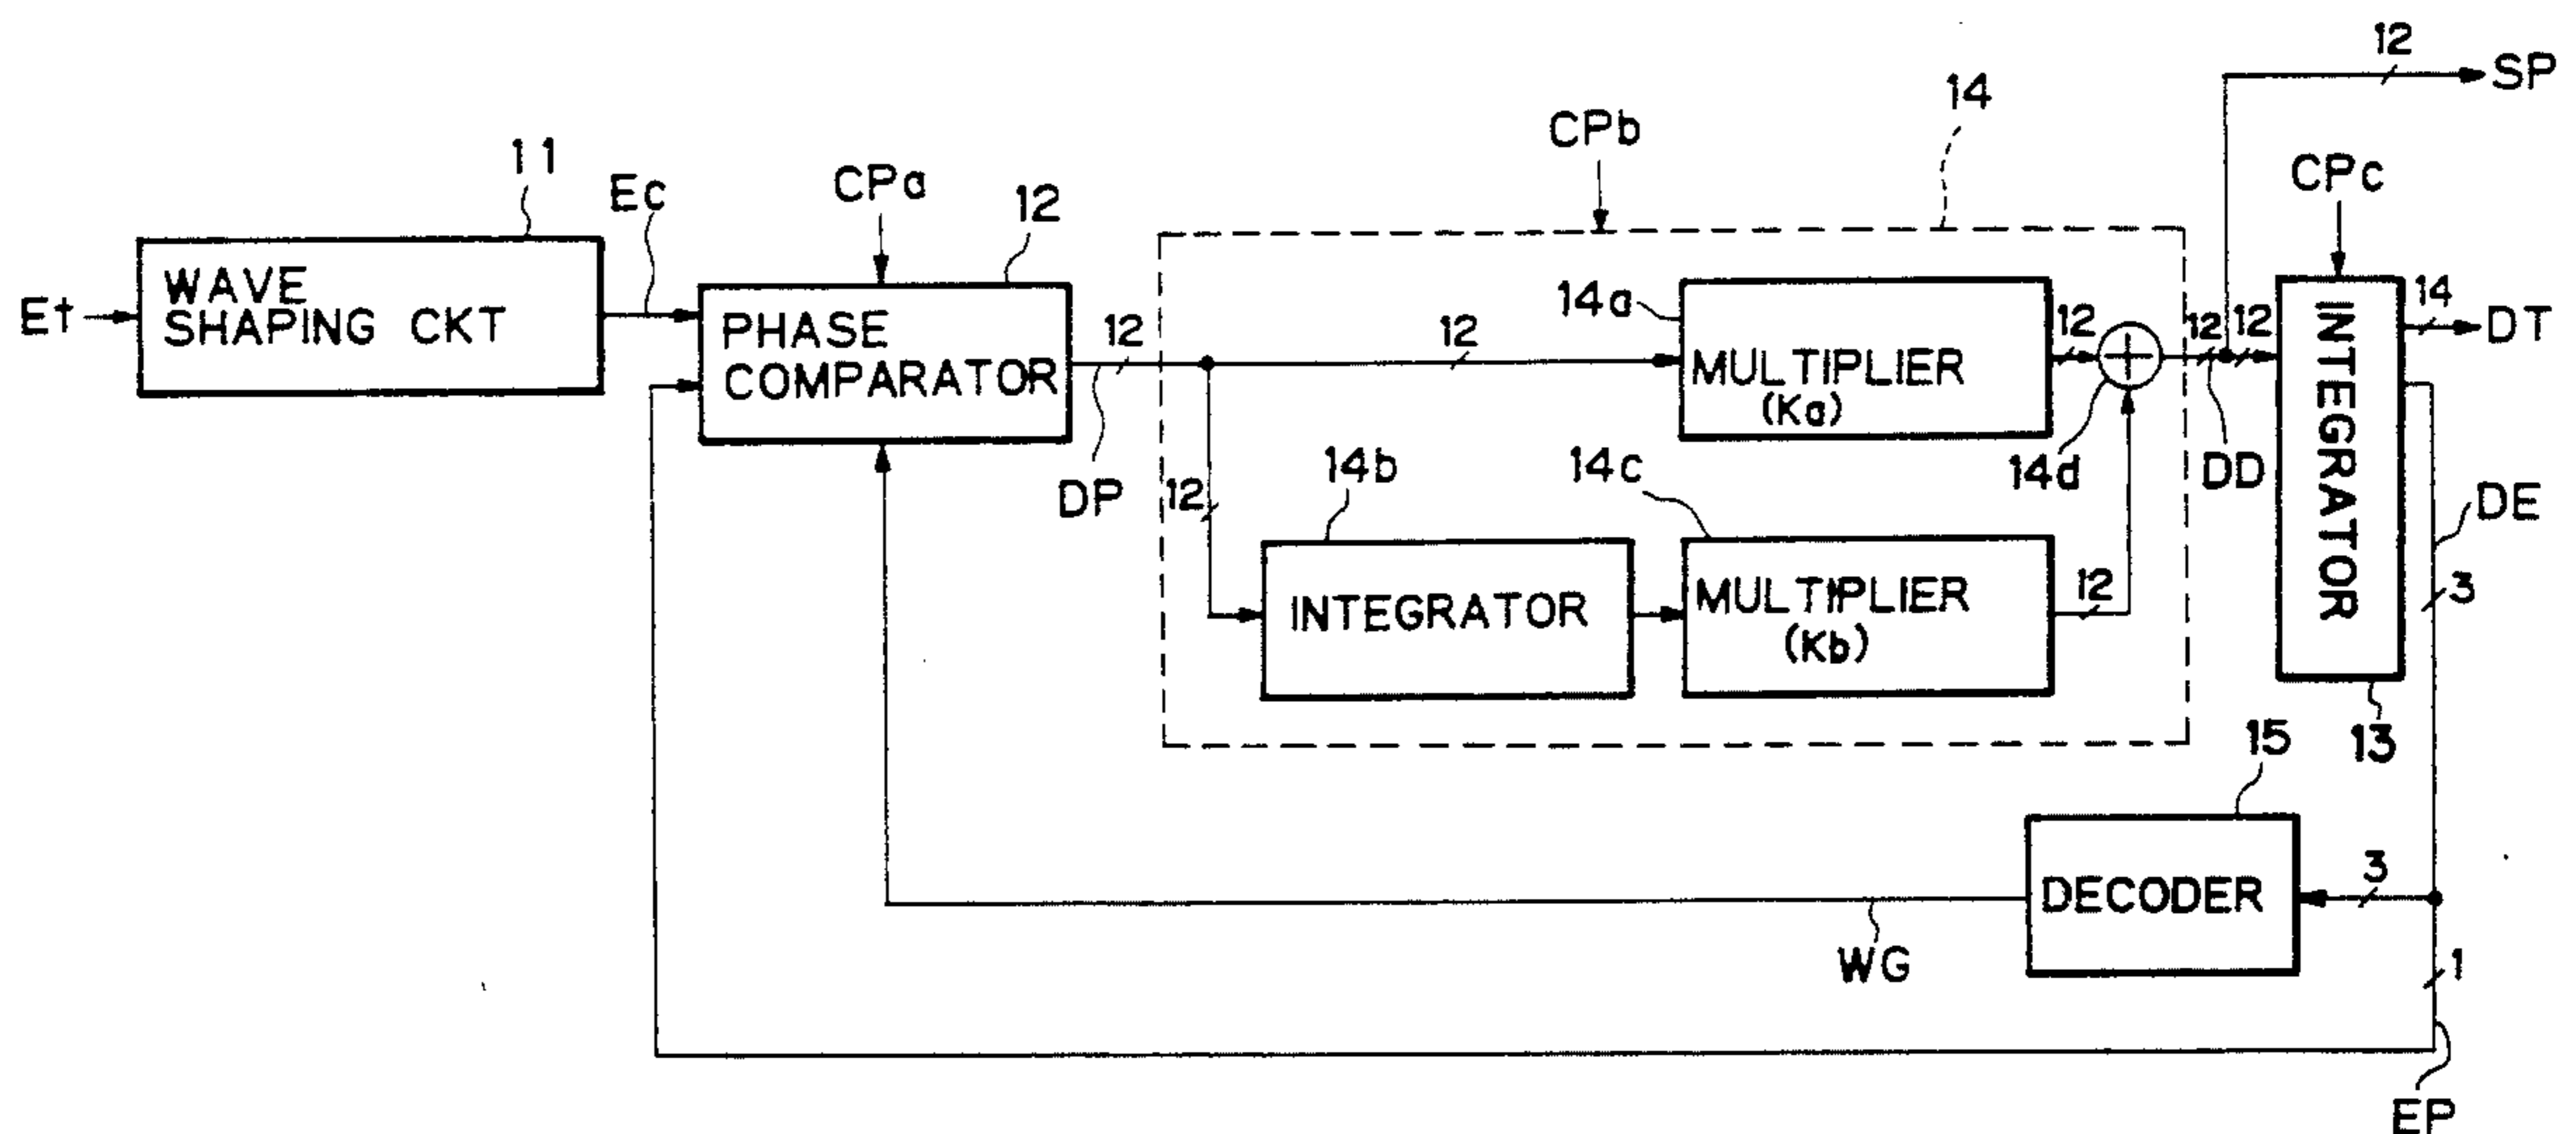 12
SP
CPb
14
11
Ec
CPa
12
CPc
Et
WAVE
SHAPING CKT
PHASE
COMPARATOR
12
12
14a
MULTIPLIER
(Ka)
12
12
12
INTEGRATOR
14
DT
DP
12
14b
14c
14d
DD
DE
INTEGRATOR
MULTIPLIER
(Kb)
12
3
13
15
DECODER
3
WG
1
EP